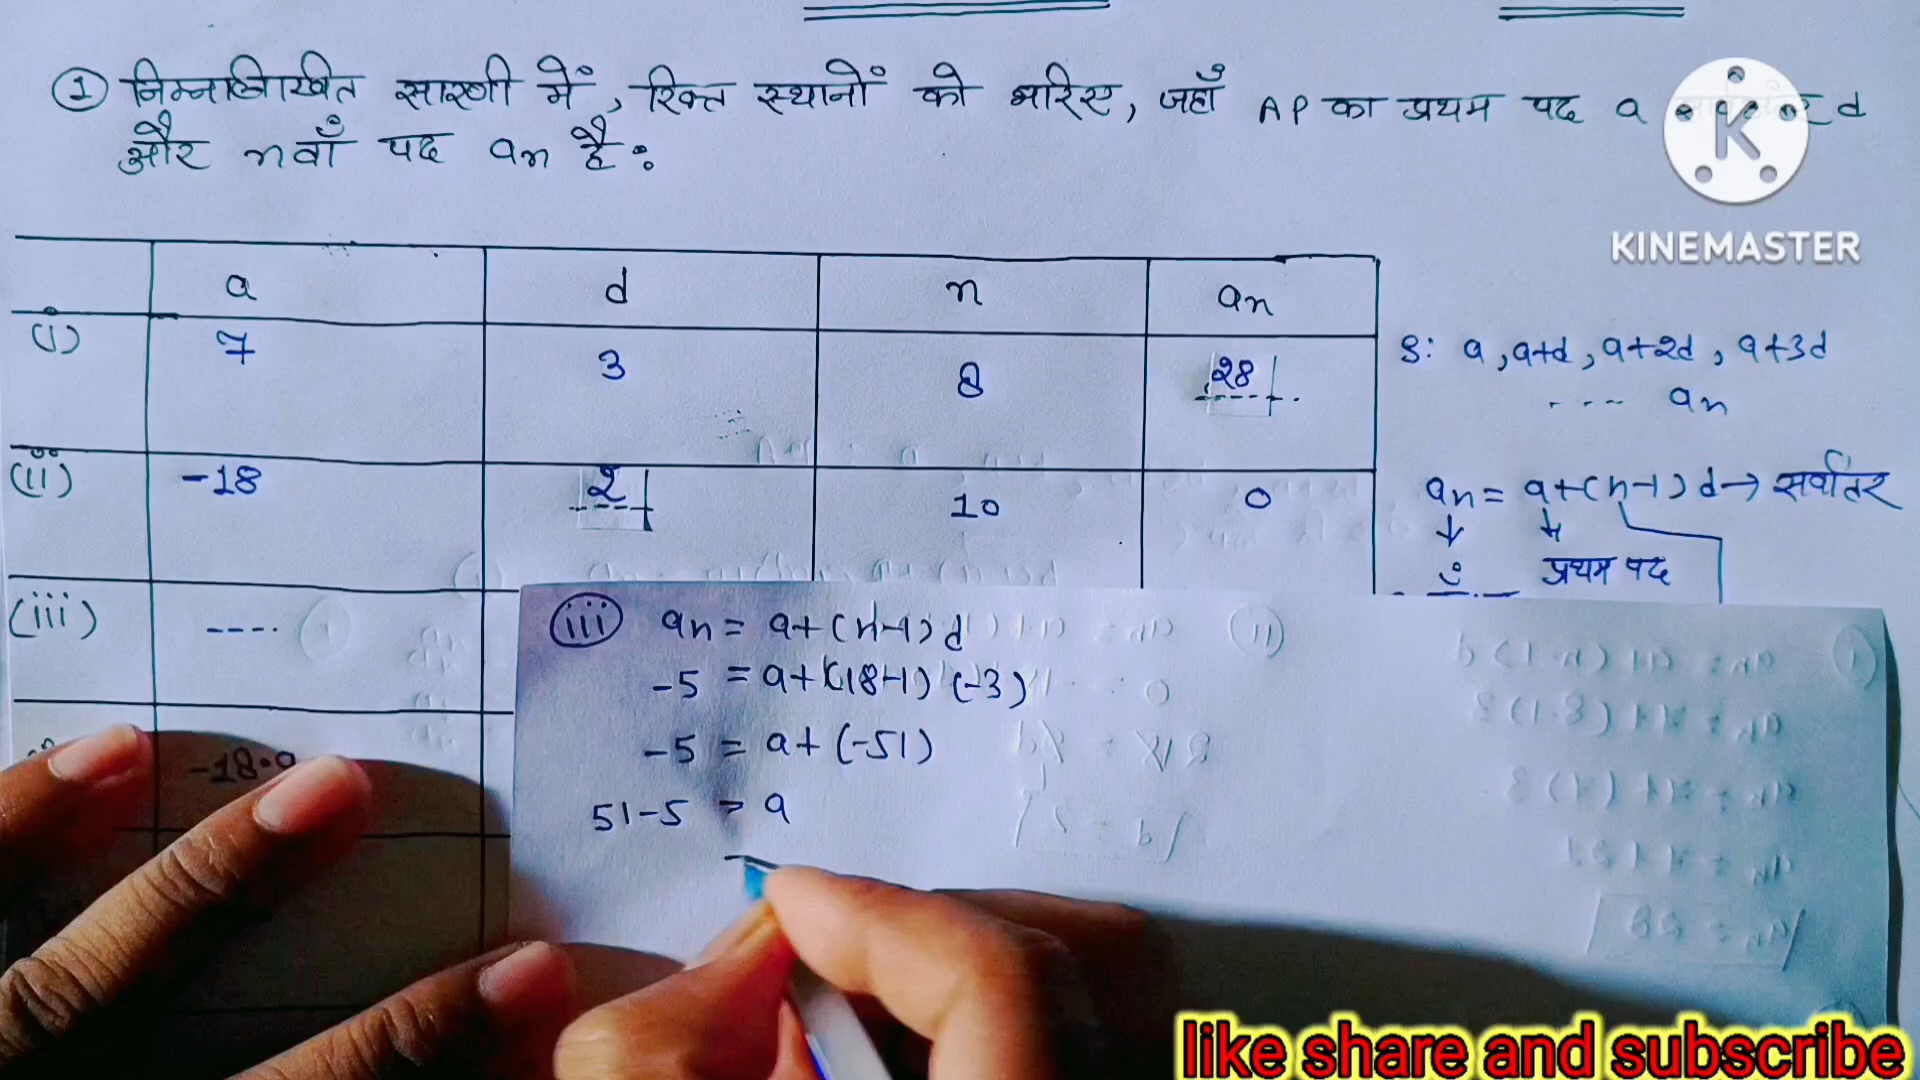 ① निम्नलिखित सारणी में, रिक्त स्थानों को भरिए, जहाँ AP का प्रथम पद a d
और nवाँ पद an है :
K
KINEMASTER
a d n an
(i) 7 3 8 28
(ii) -18 2 10 0
(iii) ----
-18.9
S: a, a+d, a+2d, a+3d
---- an
an = a+(n-1) d → सर्वांतर
प्रथम पद
(iii) an = a+(n-1) d
-5 = a+(18-1) (-3)
-5 = a+(-51)
51-5 = a
like share and subscribe